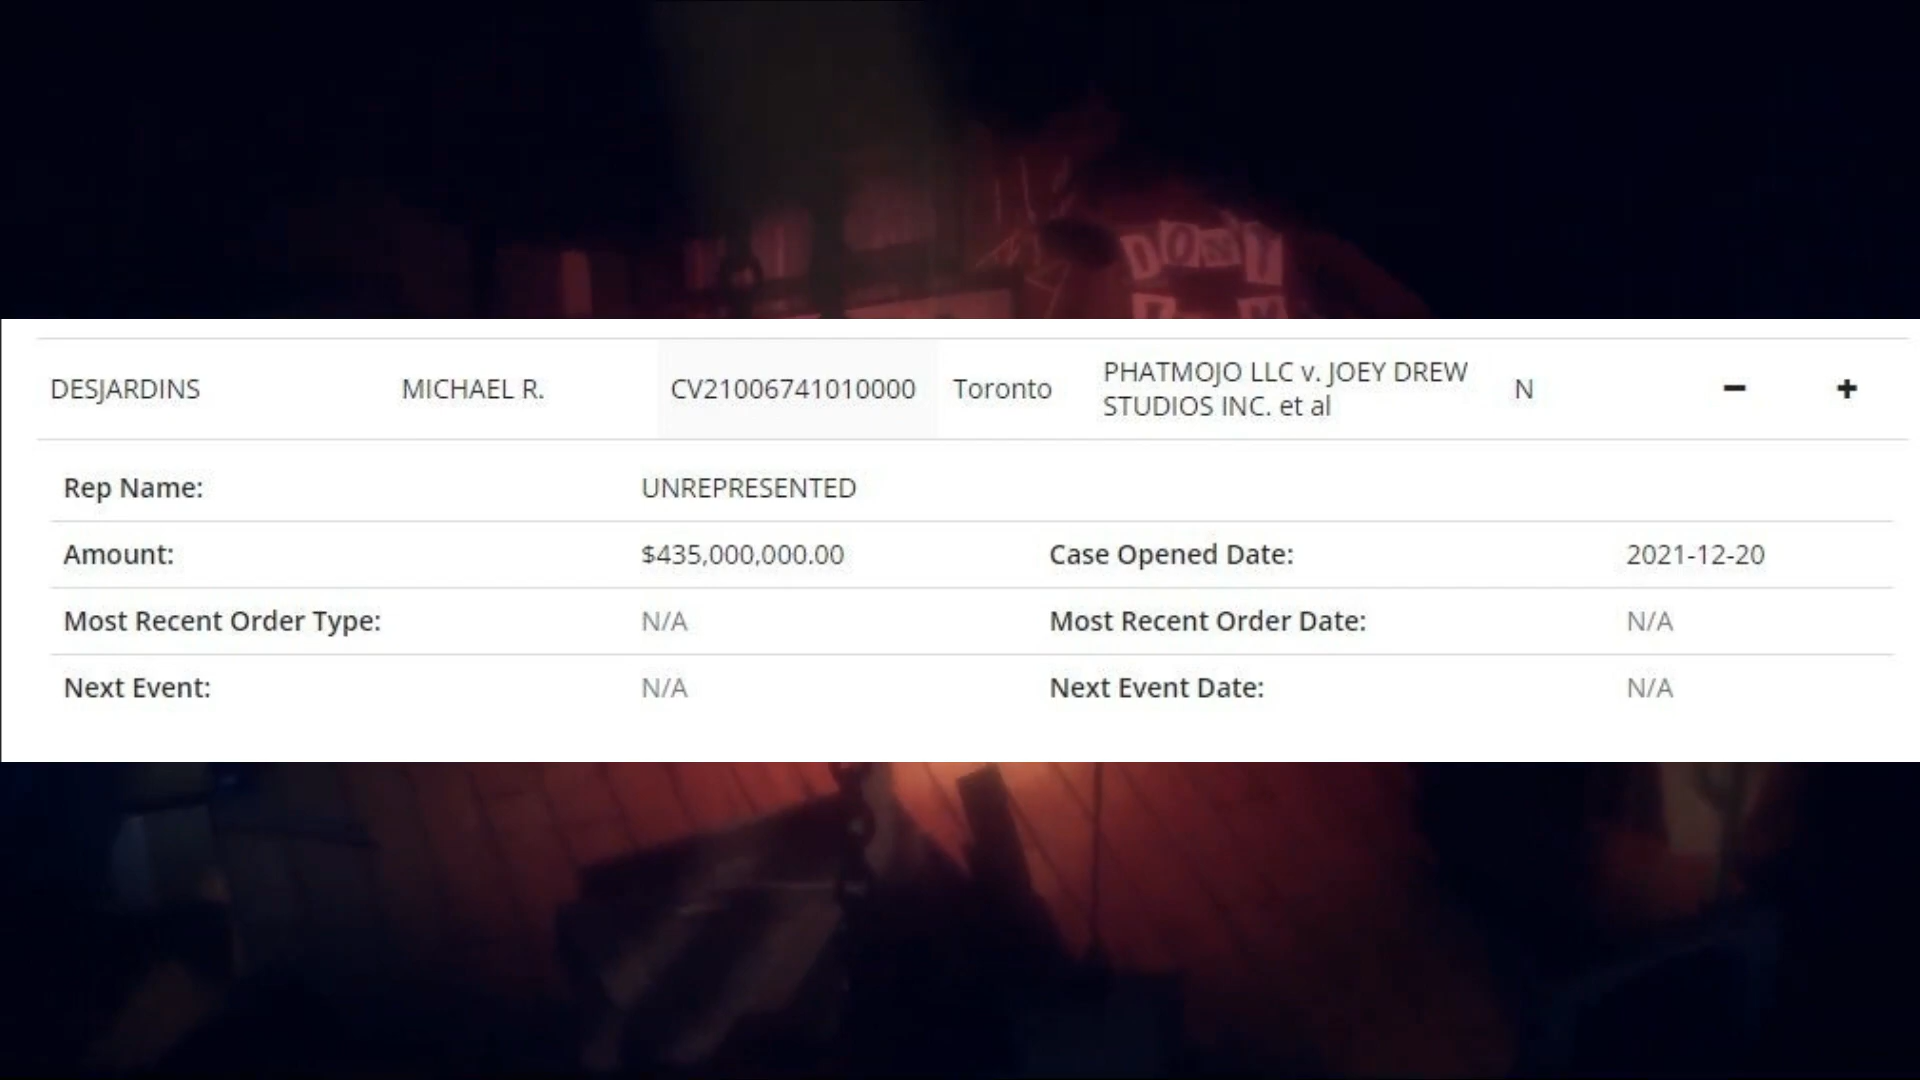 DESJARDINS MICHAEL R. CV21006741010000 Toronto PHATMOJO LLC v. JOEY DREW STUDIOS INC. et al N
Rep Name: UNREPRESENTED
Amount: $435,000,000.00 Case Opened Date: 2021-12-20
Most Recent Order Type: N/A Most Recent Order Date: N/A
Next Event: N/A Next Event Date: N/A